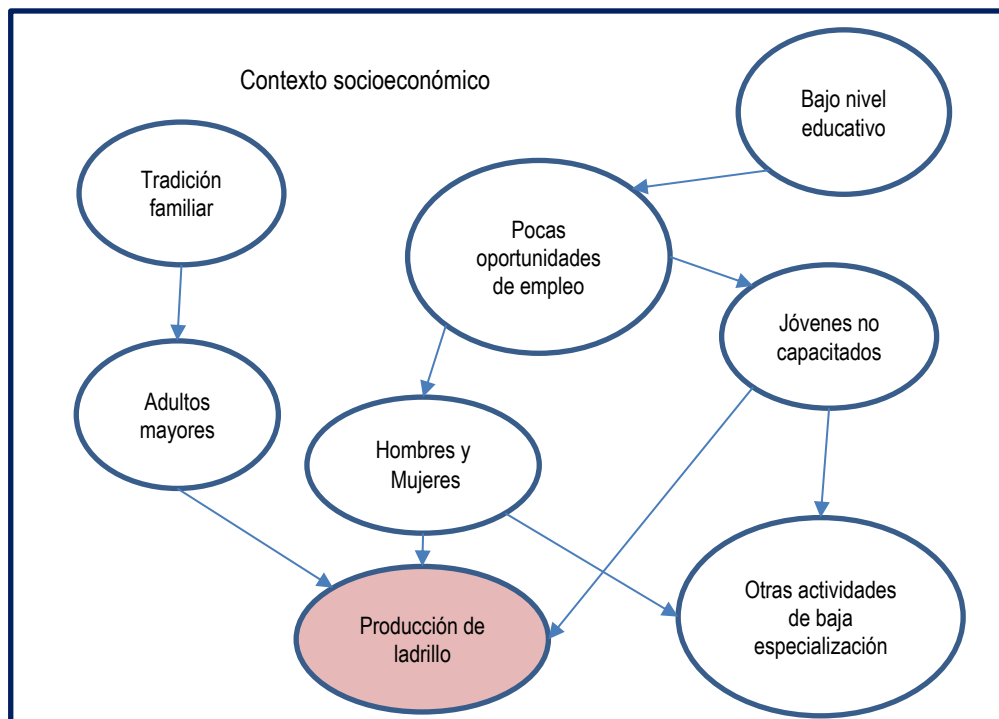 Contexto socioeconómico
Bajo nivel
educativo
Tradición
familiar
Pocas
oportunidades
de empleo
Jóvenes no
capacitados
Adultos
mayores
Hombres y
Mujeres
Otras actividades
de baja
especialización
Producción de
ladrillo